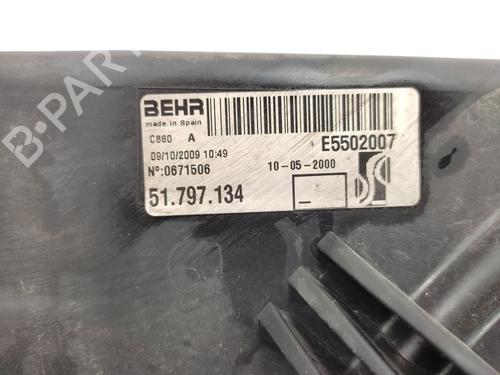 BEHR
made in Spain
C860 A
E5502007
09/10/2009 10:49
10-05-2000
Nº:0671506
51.797.134
B-PART